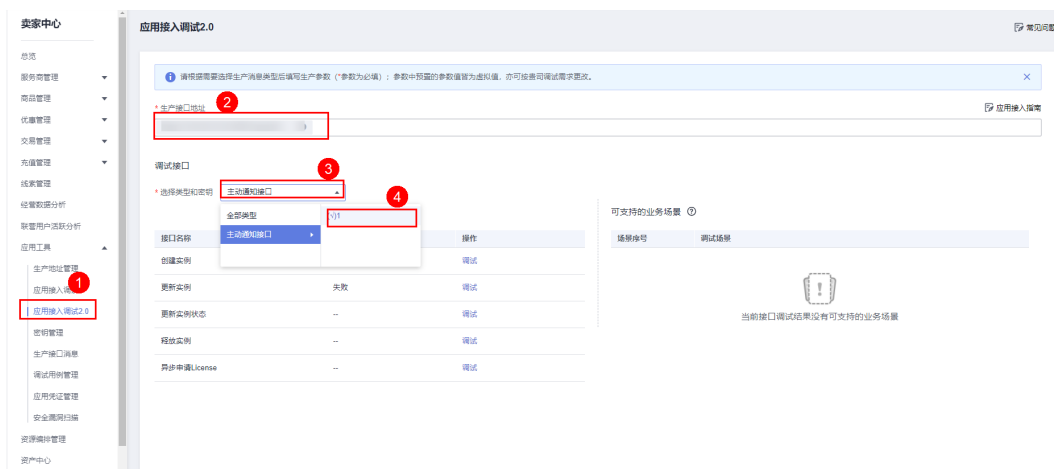 卖家中心
总览
服务商管理
商品管理
优惠管理
交易管理
充值管理
线索管理
经营数据分析
联营用户活跃分析
应用工具
生产地址管理
应用接入调
1
应用接入调试2.0
密钥管理
生产接口消息
调试用例管理
应用凭证管理
安全漏洞扫描
资源编排管理
资产中心
应用接入调试2.0
常见问题
请根据需要选择生产消息类型后填写生产参数（*参数为必填）；参数中预置的参数值皆为虚拟值，亦可按贵司调试需求更改。
* 生产接口地址
2
应用接入指南
调试接口
3
* 选择类型和密钥
主动通知接口
4
全部类型
(√)1
主动通知接口
接口名称
操作
创建实例
调试
更新实例
失败
调试
更新实例状态
--
调试
释放实例
--
调试
异步申请License
--
调试
可支持的业务场景
场景序号
调试场景
当前接口调试结果没有可支持的业务场景